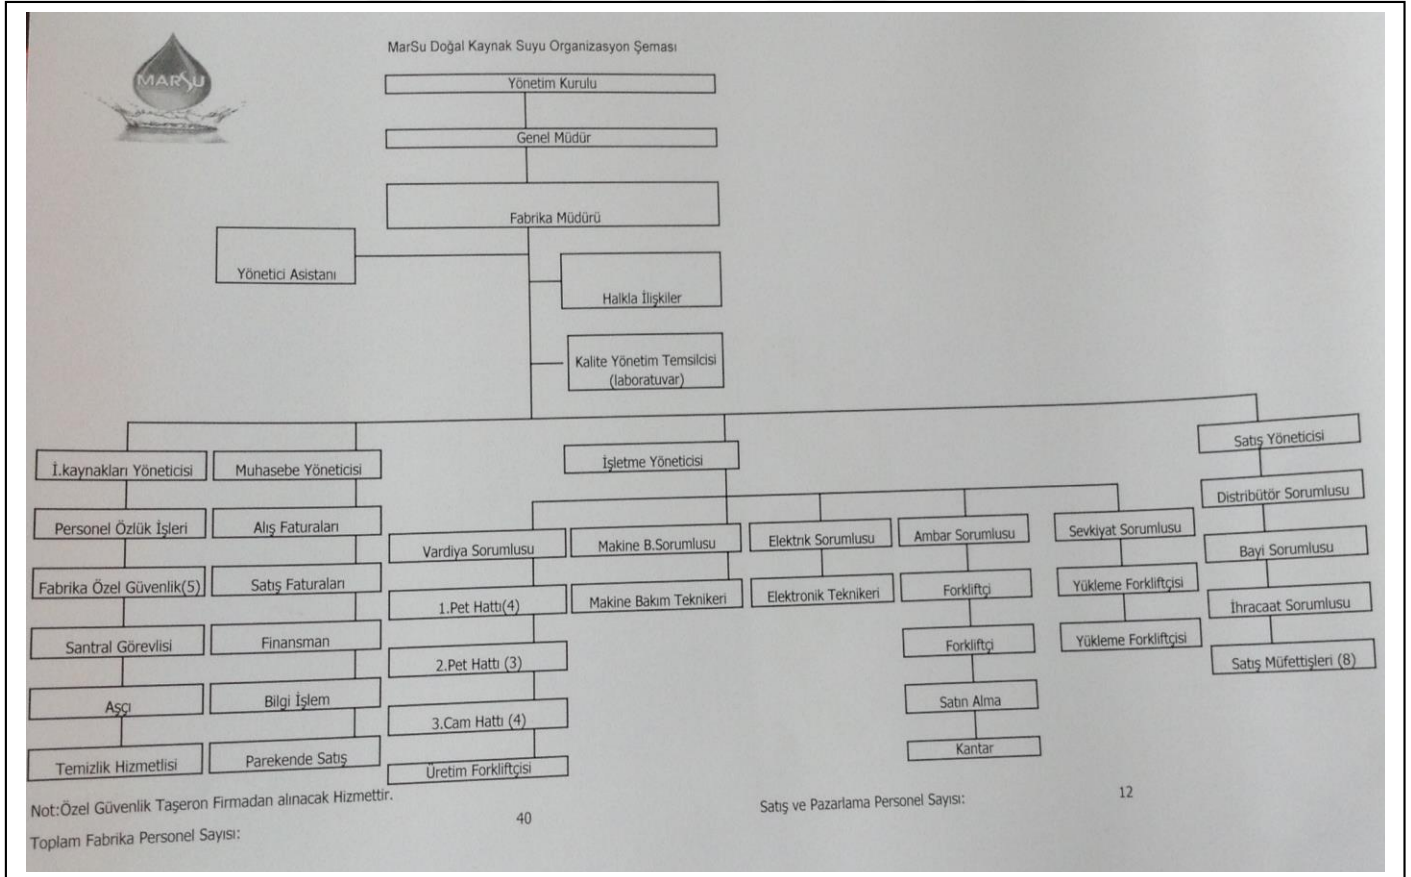 MARSU
MarSu Doğal Kaynak Suyu Organizasyon Şeması
Yönetim Kurulu
Genel Müdür
Fabrika Müdürü
Yönetici Asistanı
Halkla İlişkiler
Kalite Yönetim Temsilcisi
(laboratuvar)
İ.kaynakları Yöneticisi
Personel Özlük İşleri
Fabrika Özel Güvenlik(5)
Santral Görevlisi
Aşçı
Temizlik Hizmetlisi
Muhasebe Yöneticisi
Alış Faturaları
Satış Faturaları
Finansman
Bilgi İşlem
Parekende Satış
İşletme Yöneticisi
Vardiya Sorumlusu
1.Pet Hattı(4)
2.Pet Hattı (3)
3.Cam Hattı (4)
Üretim Forkliftçisi
Makine B.Sorumlusu
Makine Bakım Teknikeri
Elektrık Sorumlusu
Elektronik Teknikeri
Ambar Sorumlusu
Forkliftçi
Forkliftçi
Satın Alma
Kantar
Sevkiyat Sorumlusu
Yükleme Forkliftçisi
Yükleme Forkliftçisi
Satış Yöneticisi
Distribütör Sorumlusu
Bayi Sorumlusu
İhracaat Sorumlusu
Satış Müfettişleri (8)
Not:Özel Güvenlik Taşeron Firmadan alınacak Hizmettir.
Toplam Fabrika Personel Sayısı: 40
Satış ve Pazarlama Personel Sayısı: 12